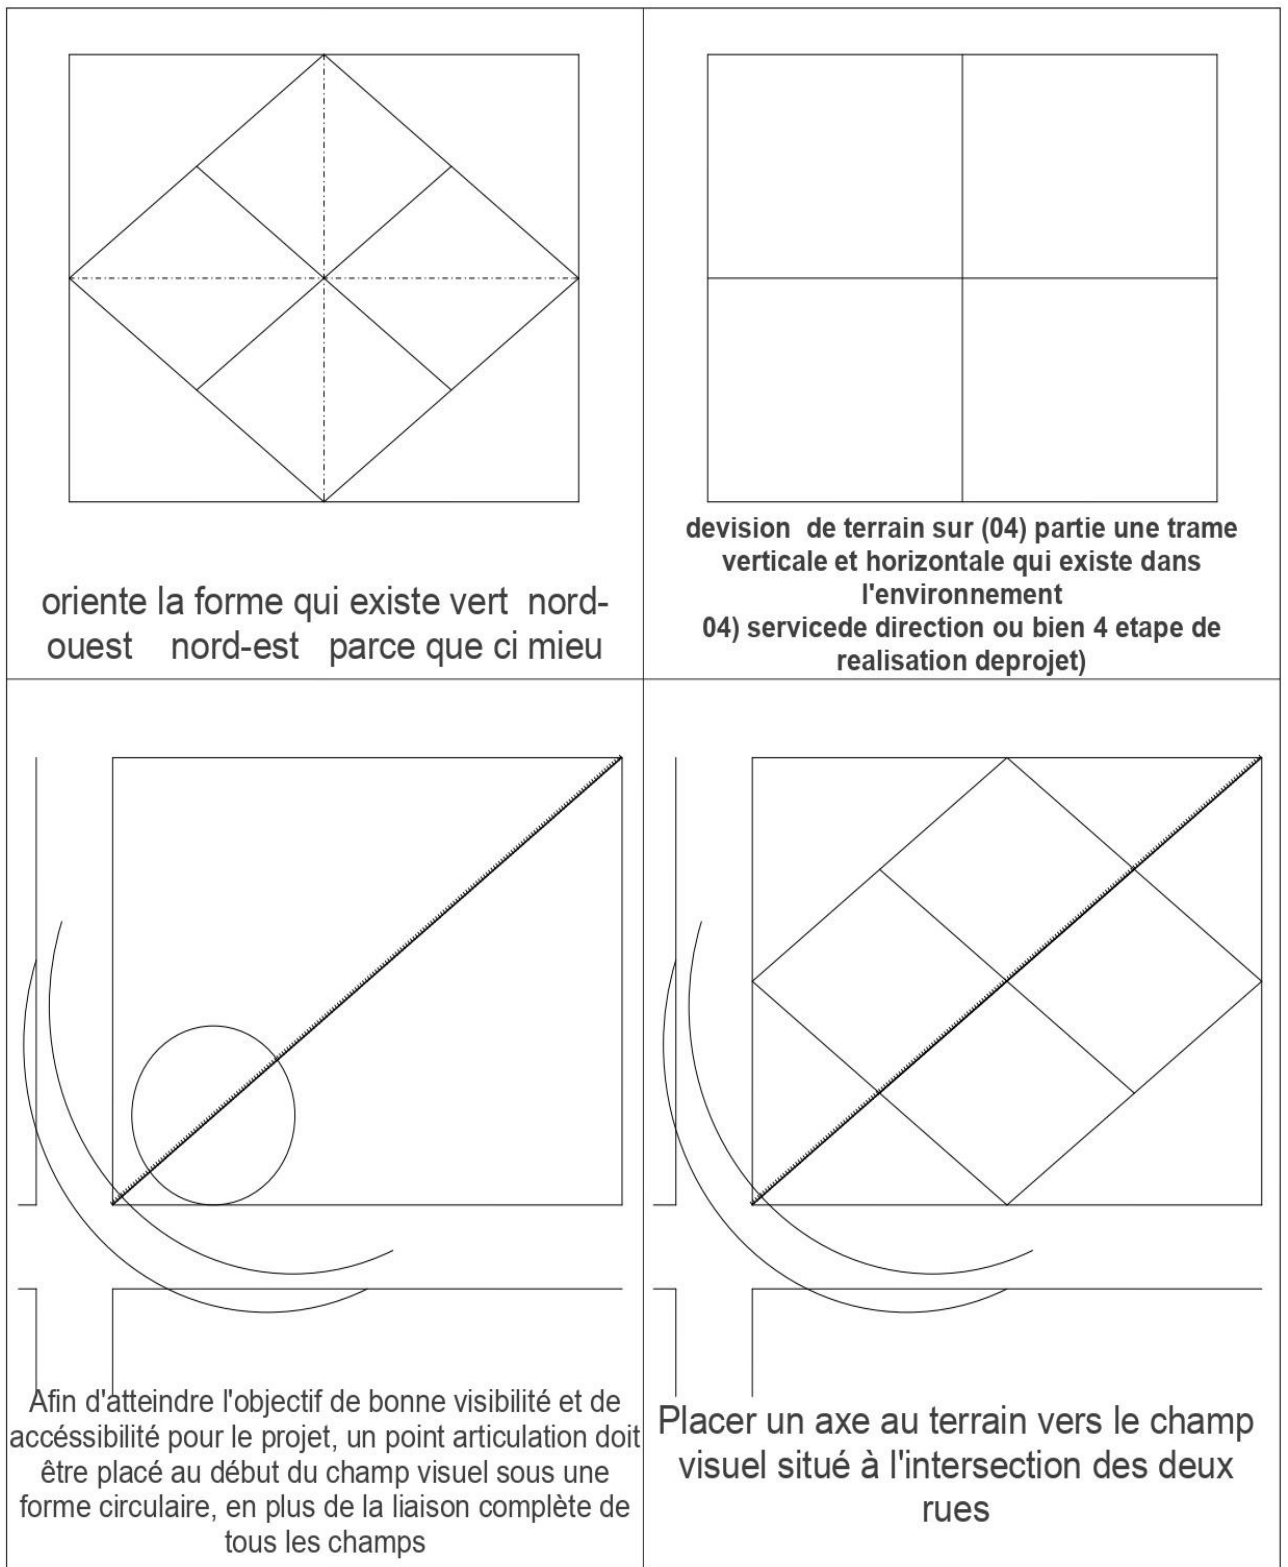 oriente la forme qui existe vert nord-
ouest nord-est parce que ci mieu
devision de terrain sur (04) partie une trame
verticale et horizontale qui existe dans
l'environnement
04) servicede direction ou bien 4 etape de
realisation deprojet)
Afin d'atteindre l'objectif de bonne visibilité et de
accéssibilité pour le projet, un point articulation doit
être placé au début du champ visuel sous une
forme circulaire, en plus de la liaison complète de
tous les champs
Placer un axe au terrain vers le champ
visuel situé à l'intersection des deux
rues